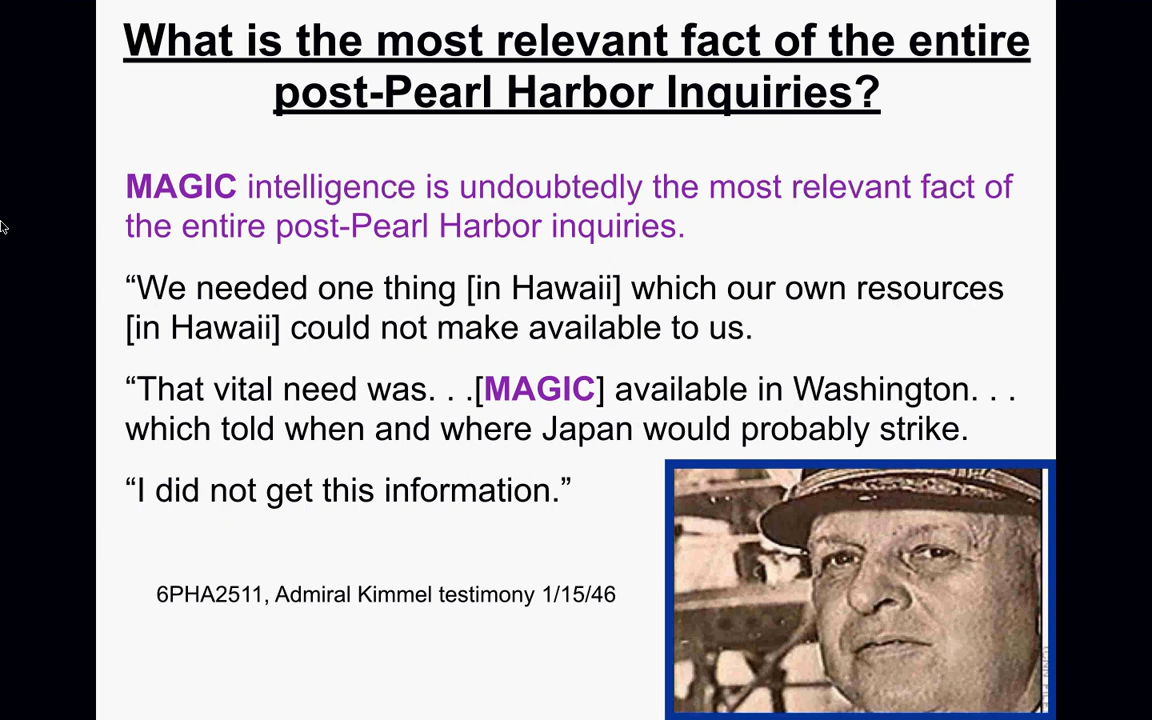 What is the most relevant fact of the entire
post-Pearl Harbor Inquiries?
MAGIC intelligence is undoubtedly the most relevant fact of
the entire post-Pearl Harbor inquiries.
“We needed one thing [in Hawaii] which our own resources
[in Hawaii] could not make available to us.
“That vital need was. . .[MAGIC] available in Washington. . .
which told when and where Japan would probably strike.
“I did not get this information.”
6PHA2511, Admiral Kimmel testimony 1/15/46